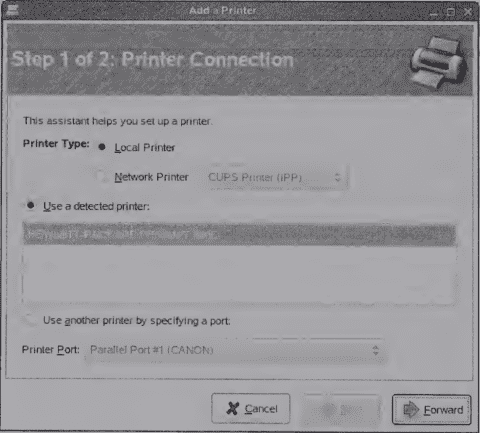 Add a Printer
Step 1 of 2: Printer Connection
This assistant helps you set up a printer.
Printer Type:
Local Printer
Network Printer
CUPS Printer (IPP)
Use a detected printer:
Use another printer by specifying a port:
Printer Port:
Parallel Port #1 (CANON)
Cancel
Forward